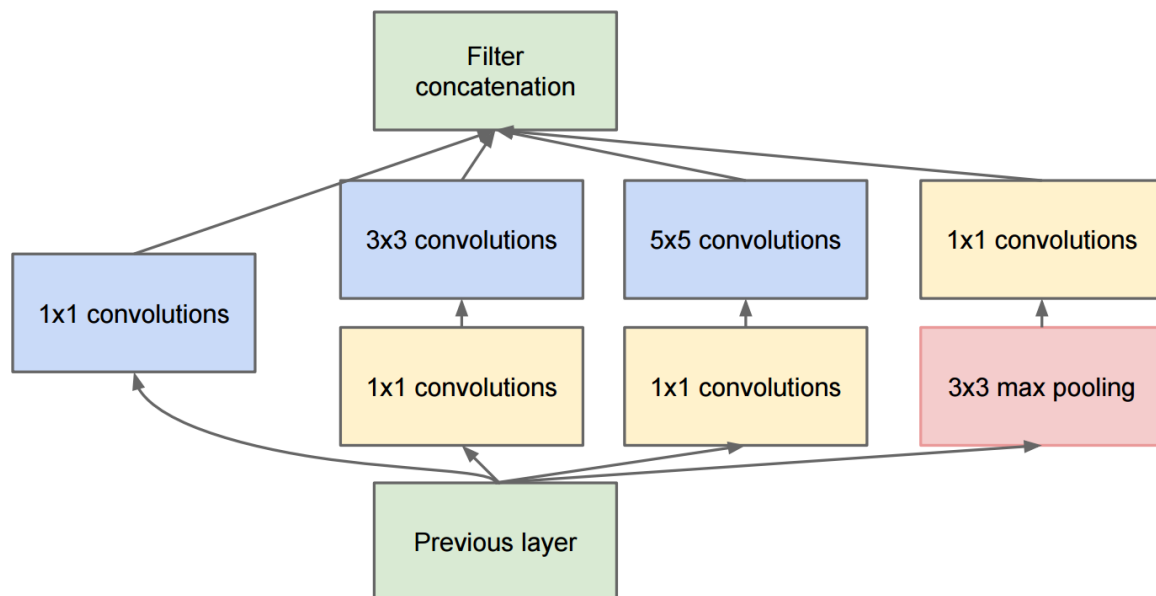 Filter
concatenation
3x3 convolutions
5x5 convolutions
1x1 convolutions
1x1 convolutions
1x1 convolutions
1x1 convolutions
3x3 max pooling
Previous layer